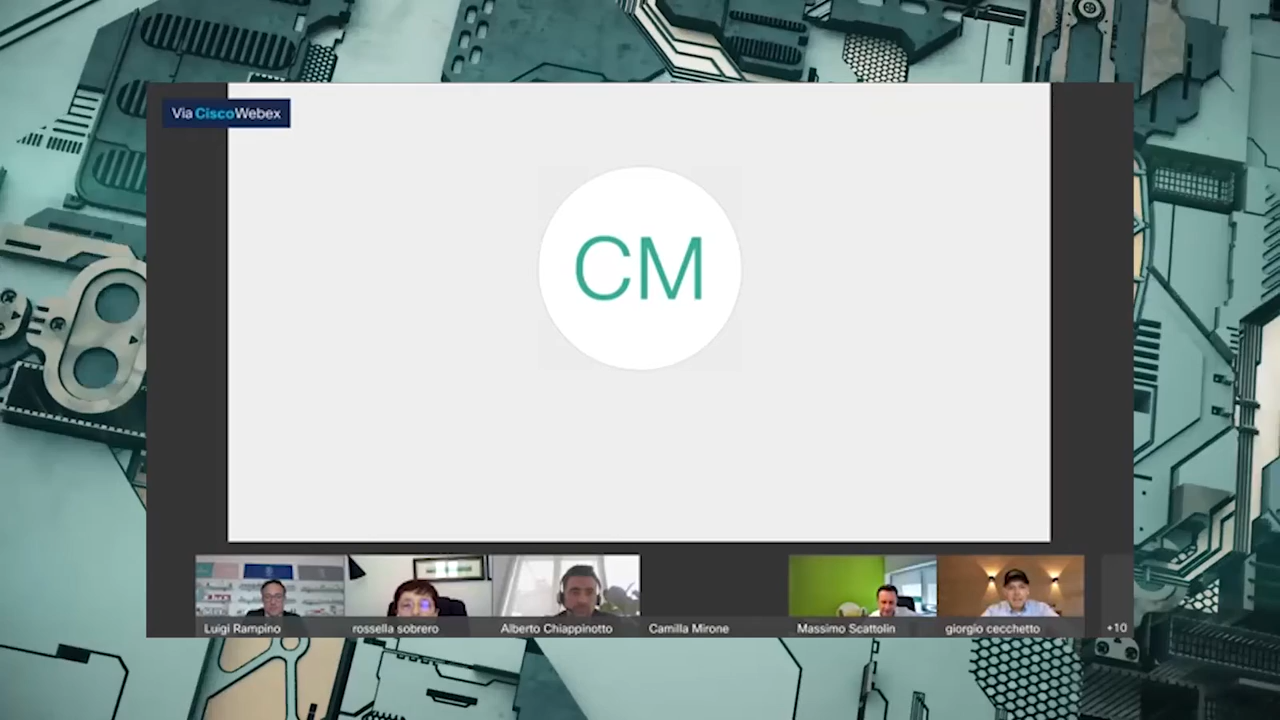 Via CiscoWebex
CM
Luigi Rampino
rossella sobrero
Alberto Chiappinotto
Camilla Mirone
Massimo Scattolin
giorgio cecchetto
+10